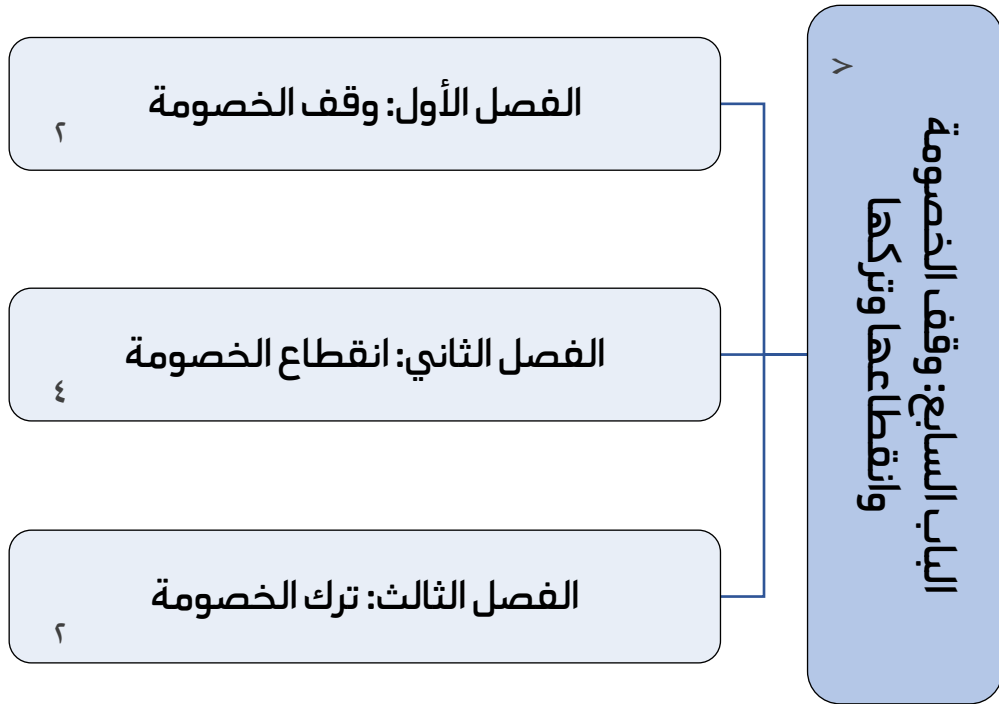 الباب السابع: وقف الخصومة
وانقطاعها وتركها
٨
الفصل الأول: وقف الخصومة
٢
الفصل الثاني: انقطاع الخصومة
٤
الفصل الثالث: ترك الخصومة
٢